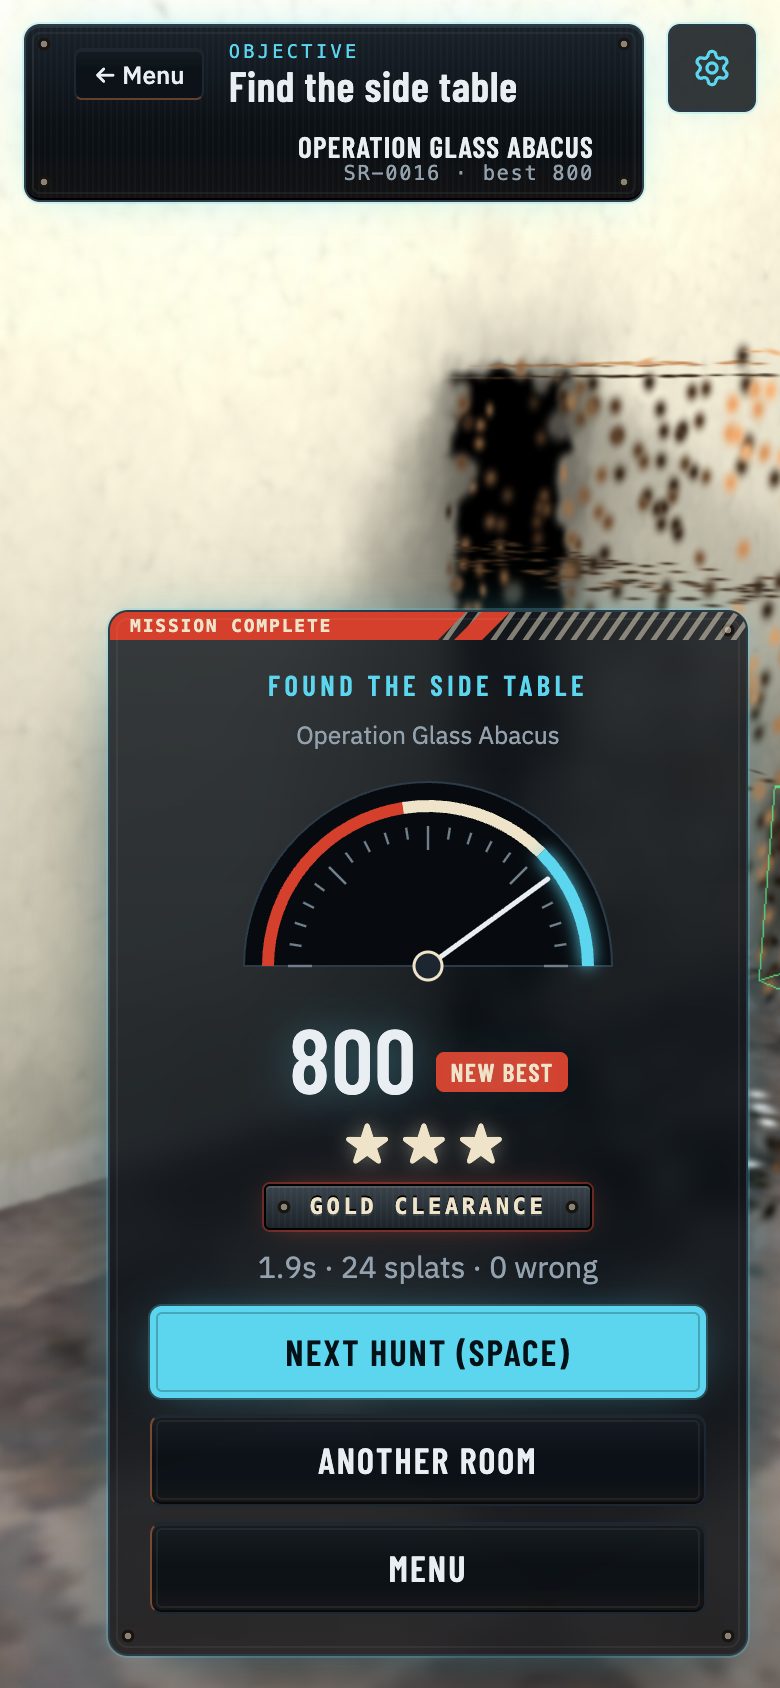 ← Menu
OBJECTIVE
Find the side table
OPERATION GLASS ABACUS
SR-0016 · best 800
MISSION COMPLETE
FOUND THE SIDE TABLE
Operation Glass Abacus
800 NEW BEST
GOLD CLEARANCE
1.9s · 24 splats · 0 wrong
NEXT HUNT (SPACE)
ANOTHER ROOM
MENU